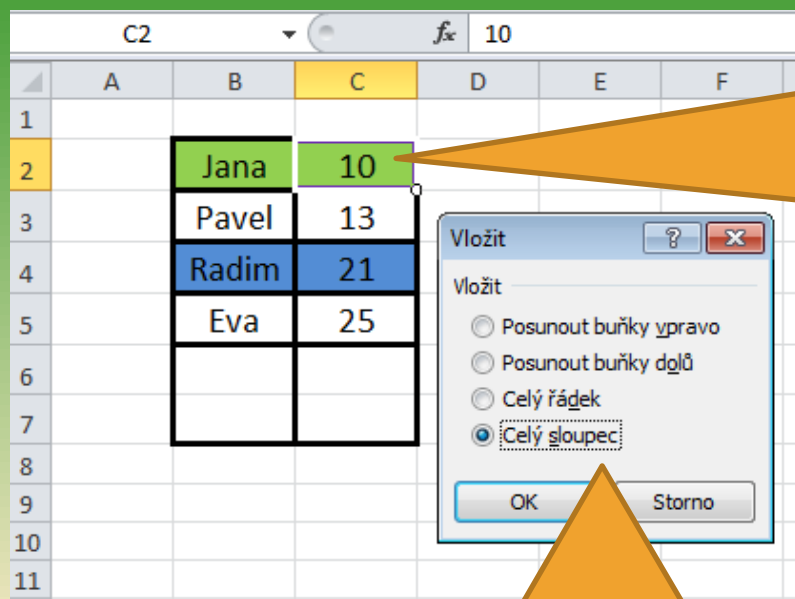 C2 fx 10
A B C D E F
1
2 Jana 10
3 Pavel 13
4 Radim 21
5 Eva 25
6
7
8
9
10
11
Vložit ?
Vložit
Posunout buňky vpravo
Posunout buňky dolů
Celý řádek
Celý sloupec
OK Storno